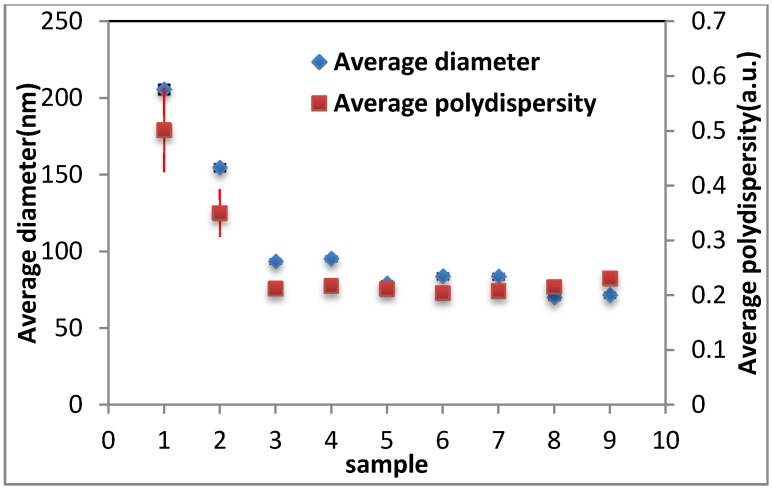 250
200
150
100
50
0
Average diameter(nm)
Average diameter
Average polydispersity
0.7
0.6
0.5
0.4
0.3
0.2
0.1
0
Average polydispersity(a.u.)
0 1 2 3 4 5 6 7 8 9 10
sample